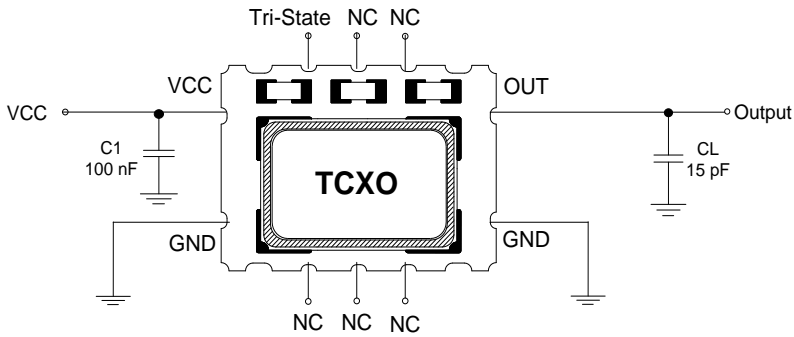 Tri-State NC NC
VCC
OUT
VCC
Output
C1
100 nF
CL
15 pF
TCXO
GND
GND
NC NC NC